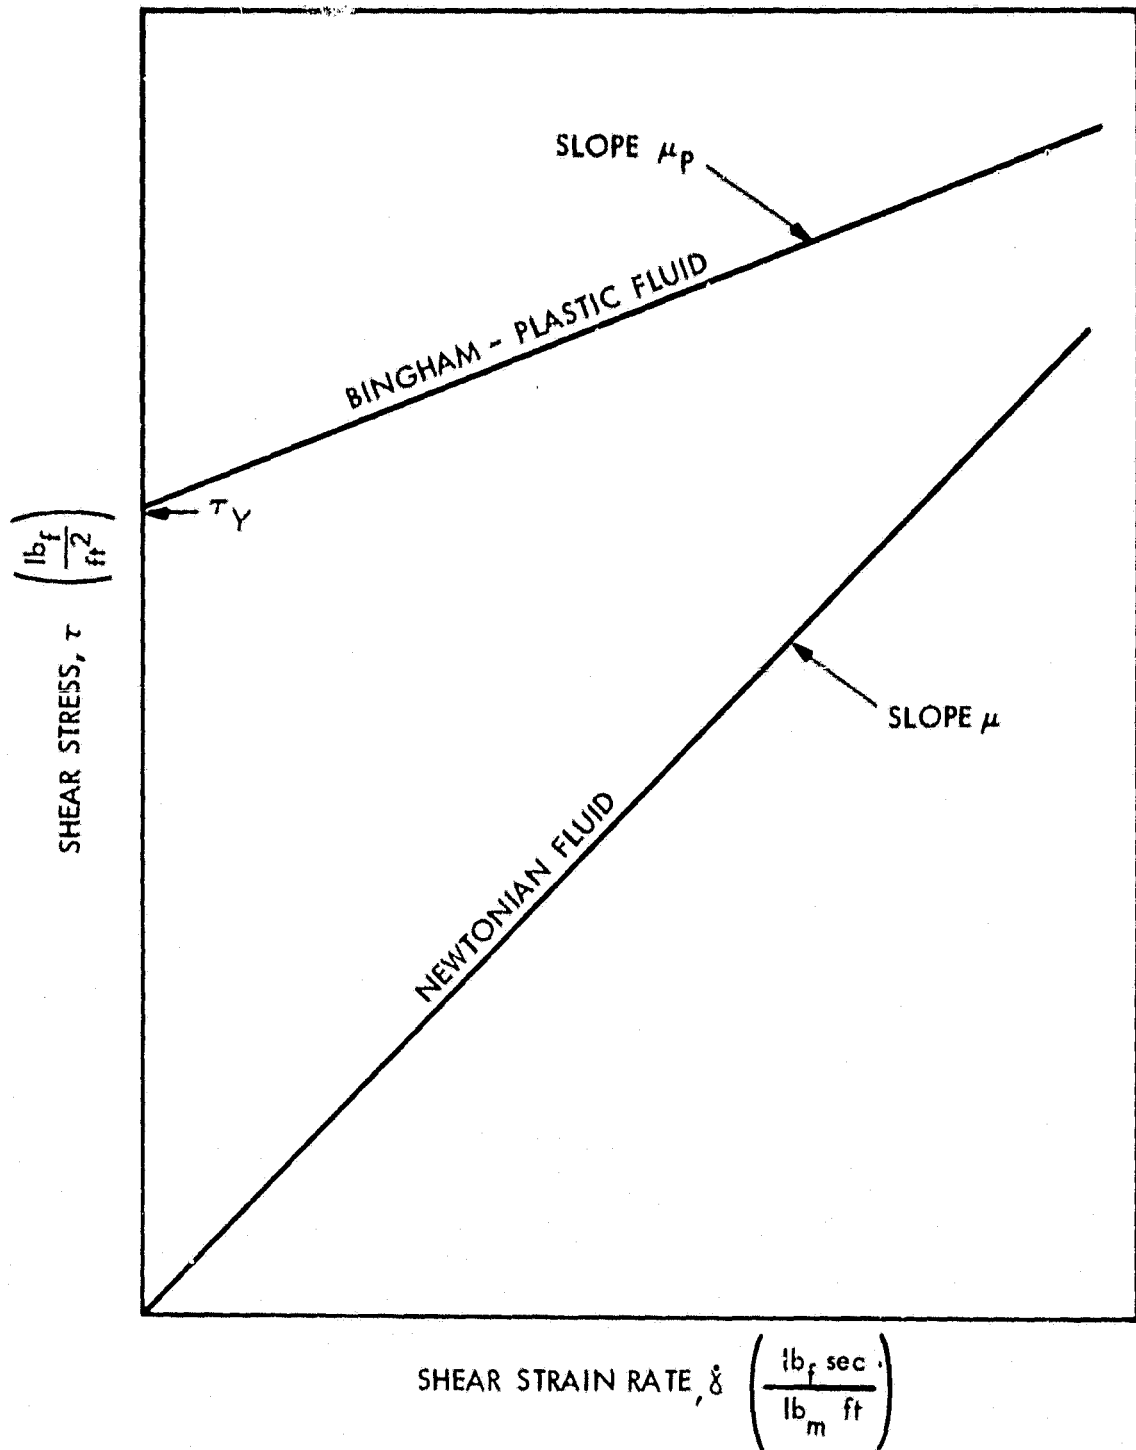 SLOPE μP
BINGHAM - PLASTIC FLUID
τY
SHEAR STRESS, τ (lbf/ft2)
SLOPE μ
NEWTONIAN FLUID
SHEAR STRAIN RATE, γ̇ (lbf sec/lbm ft)